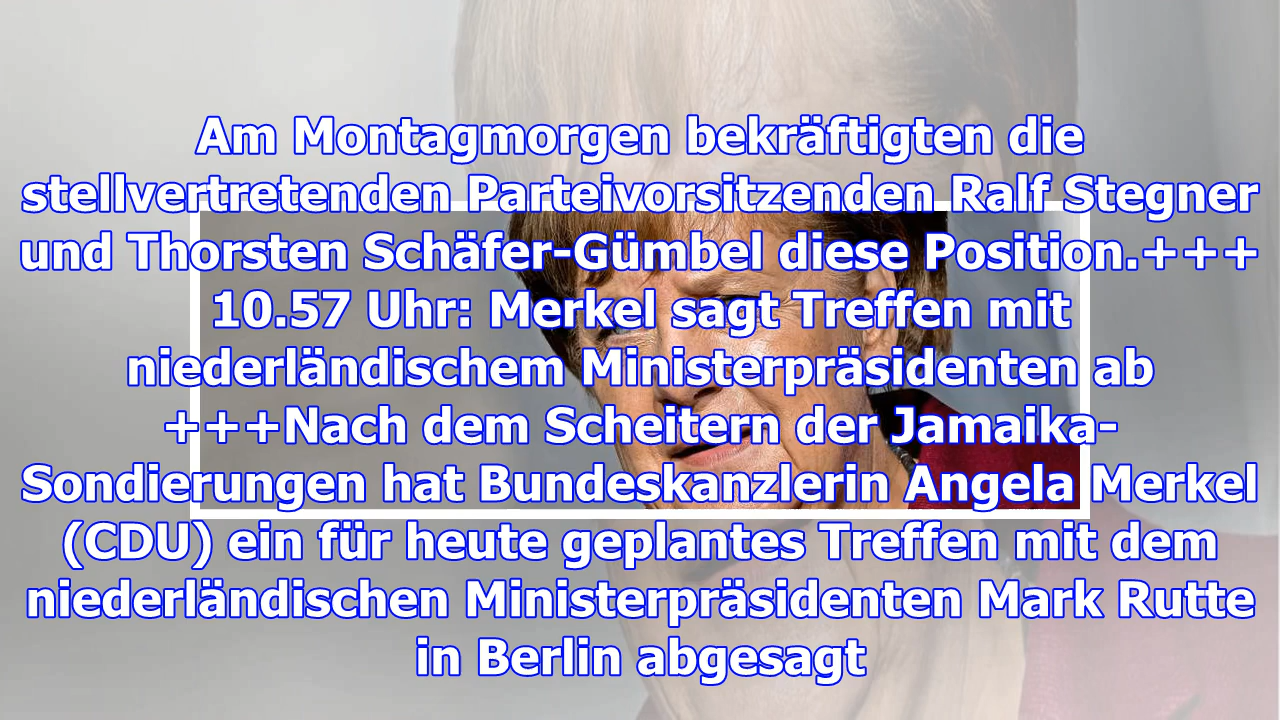 Am Montagmorgen bekräftigten die
stellvertretenden Parteivorsitzenden Ralf Stegner
und Thorsten Schäfer-Gümbel diese Position.+++
10.57 Uhr: Merkel sagt Treffen mit
niederländischem Ministerpräsidenten ab
+++Nach dem Scheitern der Jamaika-
Sondierungen hat Bundeskanzlerin Angela Merkel
(CDU) ein für heute geplantes Treffen mit dem
niederländischen Ministerpräsidenten Mark Rutte
in Berlin abgesagt